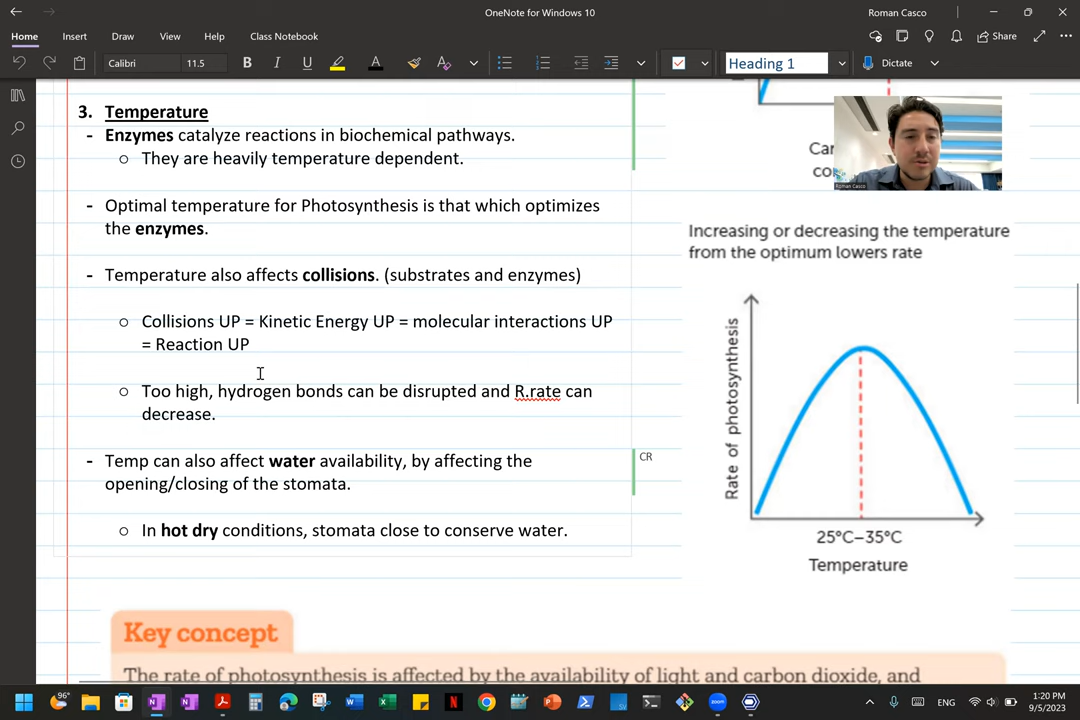 OneNote for Windows 10
Roman Casco
Home Insert Draw View Help Class Notebook
Share
Calibri 11.5 B I U A Heading 1 Dictate
3. Temperature
- Enzymes catalyze reactions in biochemical pathways.
o They are heavily temperature dependent.
- Optimal temperature for Photosynthesis is that which optimizes
the enzymes.
- Temperature also affects collisions. (substrates and enzymes)
o Collisions UP = Kinetic Energy UP = molecular interactions UP
= Reaction UP
o Too high, hydrogen bonds can be disrupted and R.rate can
decrease.
- Temp can also affect water availability, by affecting the
opening/closing of the stomata.
o In hot dry conditions, stomata close to conserve water.
CR
Roman Casco
Increasing or decreasing the temperature
from the optimum lowers rate
Rate of photosynthesis
25°C–35°C
Temperature
Key concept
The rate of photosynthesis is affected by the availability of light and carbon dioxide, and
96°
ENG
1:20 PM
9/5/2023